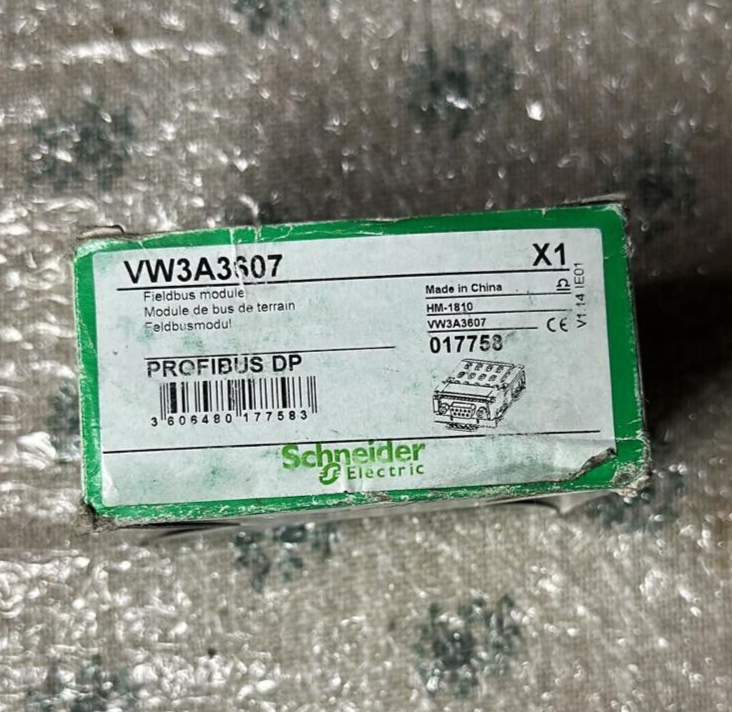 VW3A3607
X1
Fieldbus module
Module de bus de terrain
Feldbusmodul
PROFIBUS DP
3 606480 177583
Made in China
HM-1810
VW3A3607
CE
017758
V1.14 IE01
Schneider
Electric